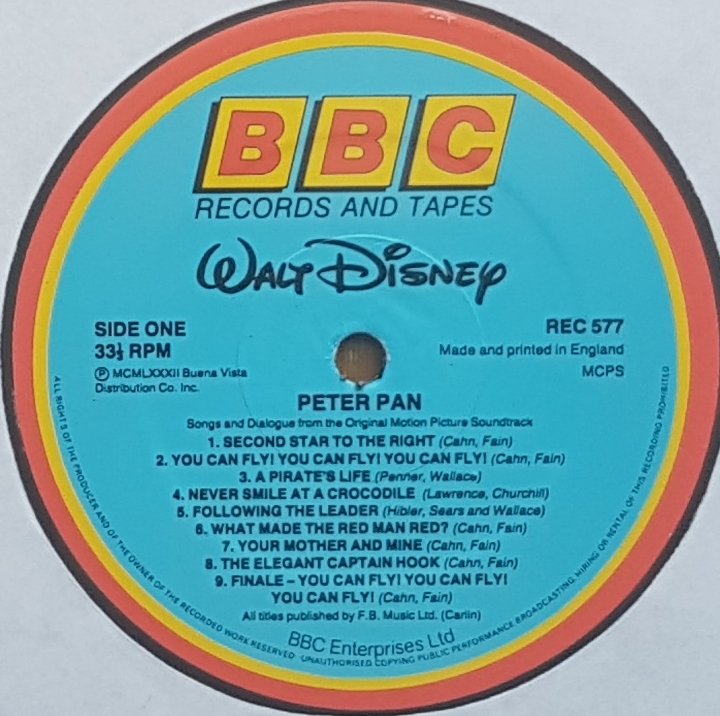 BBC
RECORDS AND TAPES
WALT DISNEY
SIDE ONE
33⅓ RPM
Ⓟ MCMLXXXII Buena Vista
Distribution Co. Inc.
REC 577
Made and printed in England
MCPS
PETER PAN
Songs and Dialogue from the Original Motion Picture Soundtrack
1. SECOND STAR TO THE RIGHT (Cahn, Fain)
2. YOU CAN FLY! YOU CAN FLY! YOU CAN FLY! (Cahn, Fain)
3. A PIRATE'S LIFE (Penner, Wallace)
4. NEVER SMILE AT A CROCODILE (Lawrence, Churchill)
5. FOLLOWING THE LEADER (Hibler, Sears and Wallace)
6. WHAT MADE THE RED MAN RED? (Cahn, Fain)
7. YOUR MOTHER AND MINE (Cahn, Fain)
8. THE ELEGANT CAPTAIN HOOK (Cahn, Fain)
9. FINALE – YOU CAN FLY! YOU CAN FLY!
YOU CAN FLY! (Cahn, Fain)
All titles published by F.B. Music Ltd. (Carlin)
BBC Enterprises Ltd
ALL RIGHTS OF THE PRODUCER AND OF THE OWNER OF THE RECORDED WORK RESERVED · UNAUTHORISED COPYING PUBLIC PERFORMANCE BROADCASTING, HIRING OR RENTAL OF THIS RECORDING PROHIBITED